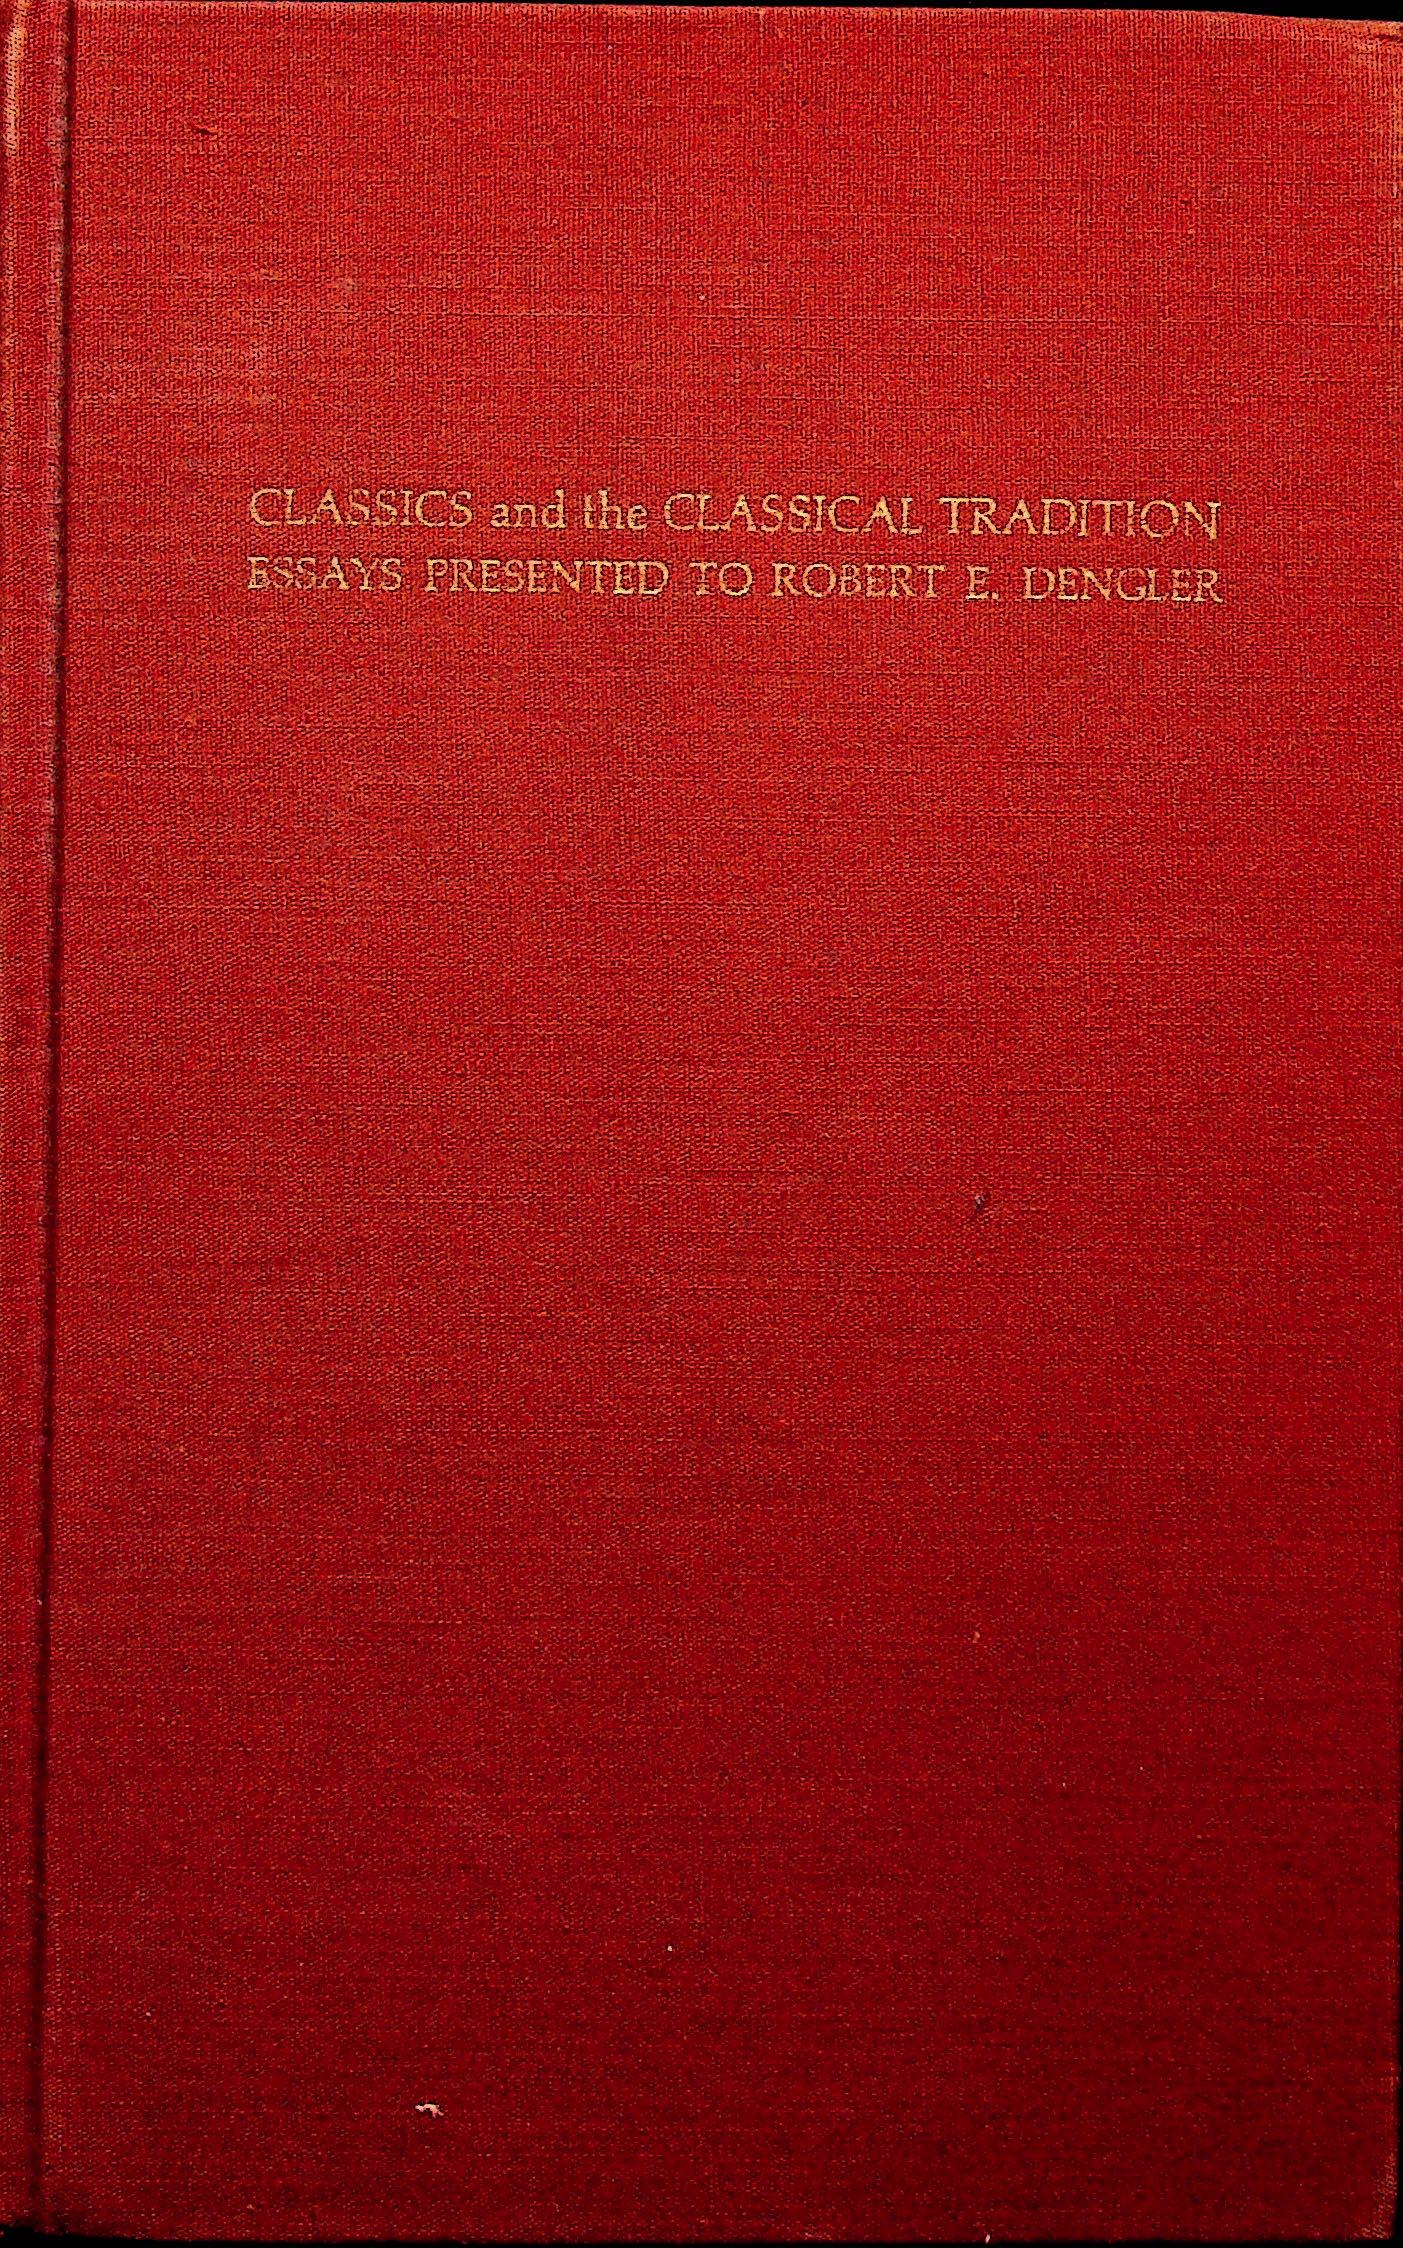 CLASSICS and the CLASSICAL TRADITION
ESSAYS PRESENTED TO ROBERT E. DENGLER